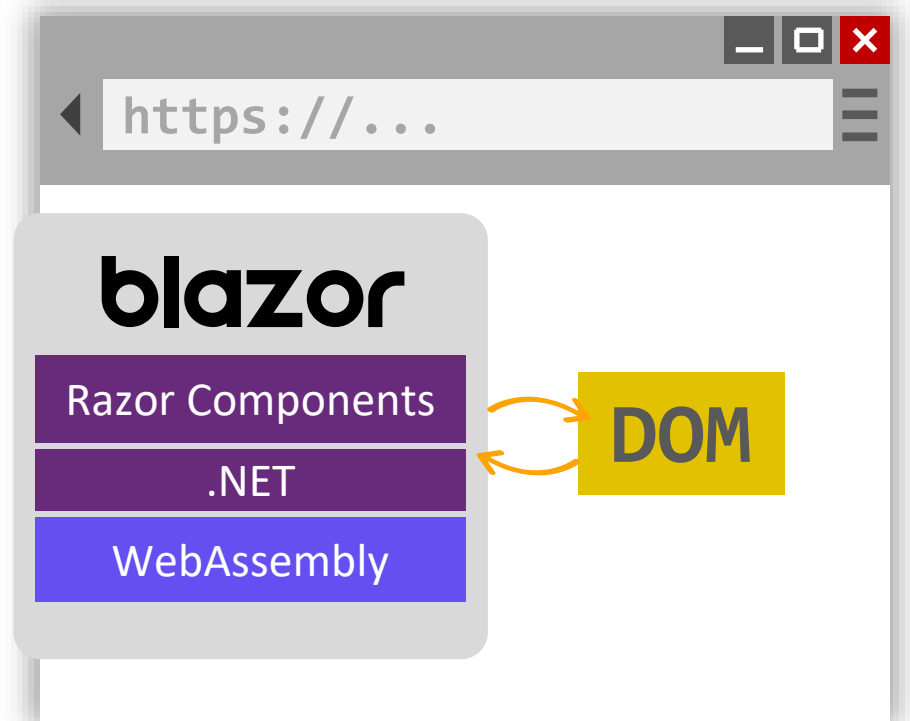 https://...
blazor
Razor Components
.NET
WebAssembly
DOM